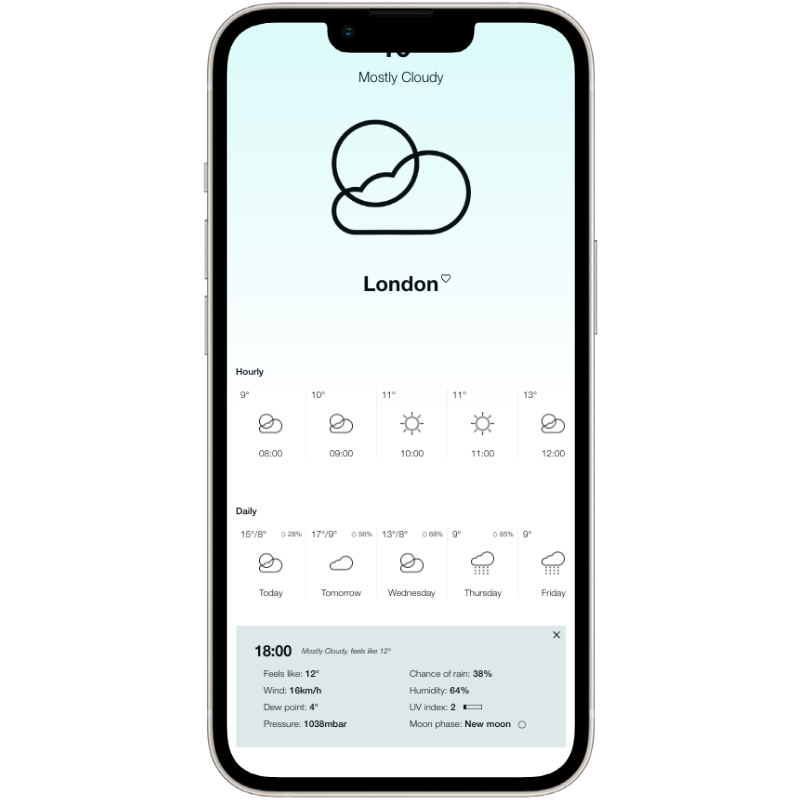 Mostly Cloudy
London
Hourly
9° 10° 11° 11° 13°
08:00 09:00 10:00 11:00 12:00
Daily
15°/8° 28% 17°/9° 56% 13°/8° 68% 9° 85% 9°
Today Tomorrow Wednesday Thursday Friday
18:00 Mostly Cloudy, feels like 12°
Feels like: 12° Chance of rain: 38%
Wind: 16km/h Humidity: 64%
Dew point: 4° UV index: 2
Pressure: 1038mbar Moon phase: New moon